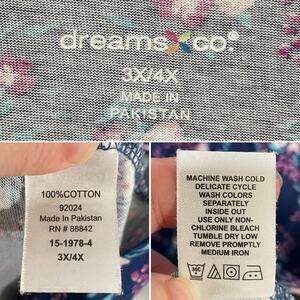 dreams co.®
3X/4X
MADE IN
PAKISTAN
100%COTTON
92024
Made In Pakistan
RN # 88842
15-1978-4
3X/4X
MACHINE WASH COLD
DELICATE CYCLE
WASH COLORS
SEPARATELY
INSIDE OUT
USE ONLY NON-
CHLORINE BLEACH
TUMBLE DRY LOW
REMOVE PROMPTLY
MEDIUM IRON